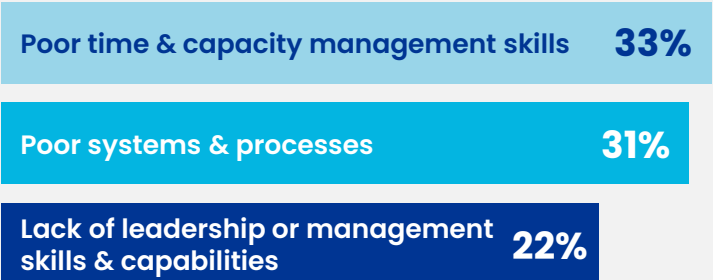 Poor time & capacity management skills 33%
Poor systems & processes 31%
Lack of leadership or management
skills & capabilities 22%